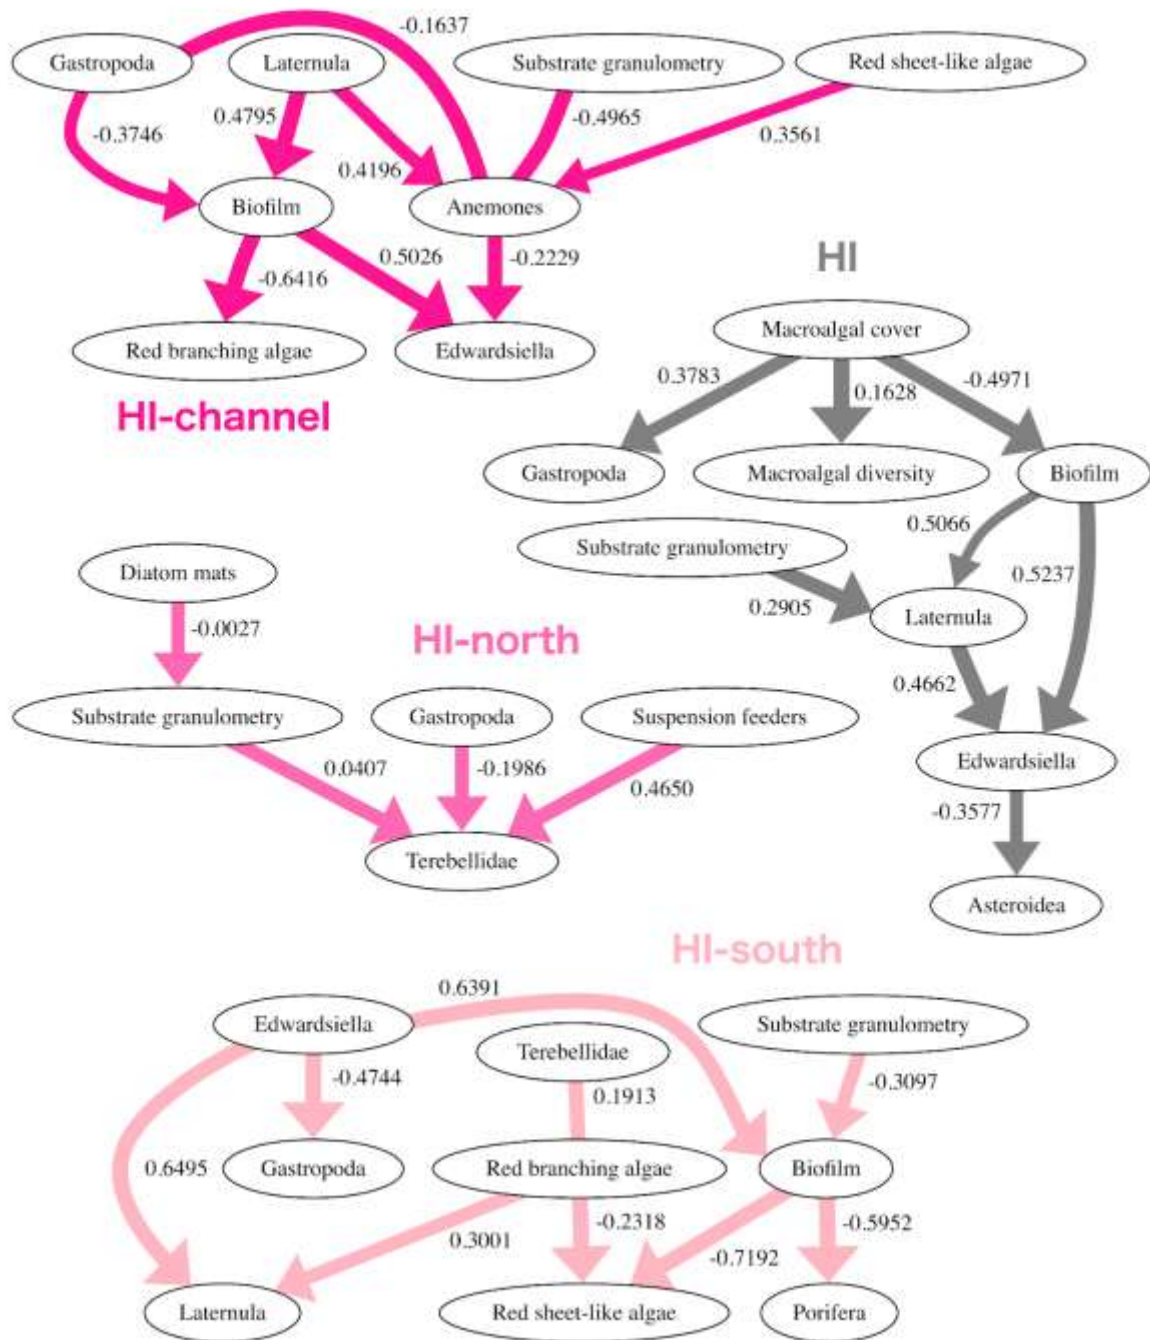 -0.1637
Gastropoda
Laternula
Substrate granulometry
Red sheet-like algae
-0.3746
0.4795
-0.4965
0.3561
0.4196
Biofilm
Anemones
-0.6416
0.5026
-0.2229
Red branching algae
Edwardsiella
HI-channel
HI
Macroalgal cover
0.3783
0.1628
-0.4971
Gastropoda
Macroalgal diversity
Biofilm
0.5066
Substrate granulometry
0.5237
0.2905
Laternula
0.4662
Edwardsiella
-0.3577
Asteroidea
Diatom mats
-0.0027
HI-north
Substrate granulometry
Gastropoda
Suspension feeders
0.0407
-0.1986
0.4650
Terebellidae
HI-south
0.6391
Edwardsiella
Terebellidae
Substrate granulometry
-0.4744
0.1913
-0.3097
0.6495
Gastropoda
Red branching algae
Biofilm
0.3001
-0.2318
-0.7192
-0.5952
Laternula
Red sheet-like algae
Porifera